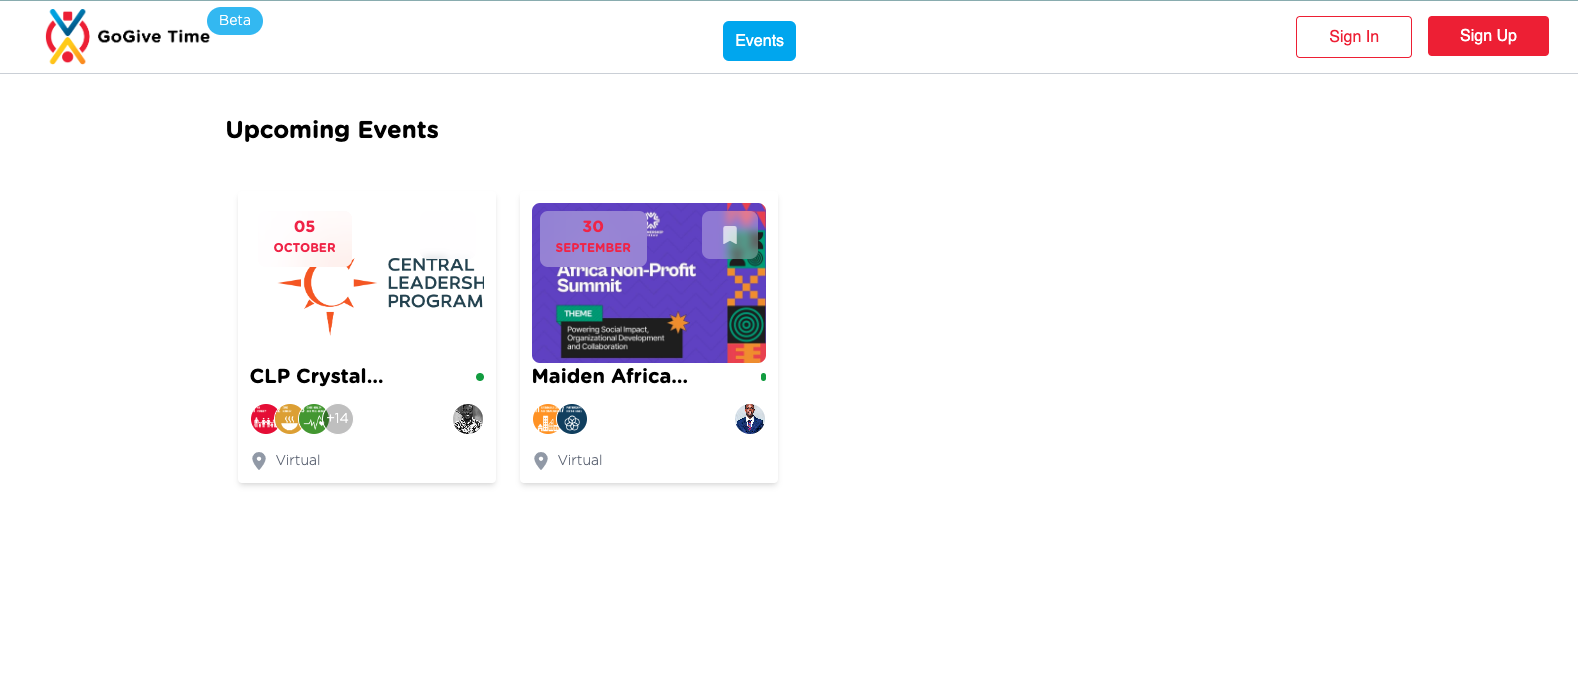 GoGive Time
Beta
Events
Sign In
Sign Up
Upcoming Events
05
OCTOBER
CENTRAL
LEADERSH
PROGRAM
CLP Crystal...
+14
Virtual
30
SEPTEMBER
Africa Non-Profit
Summit
THEME
Powering Social Impact,
Organizational Development
and Collaboration
Maiden Africa...
Virtual